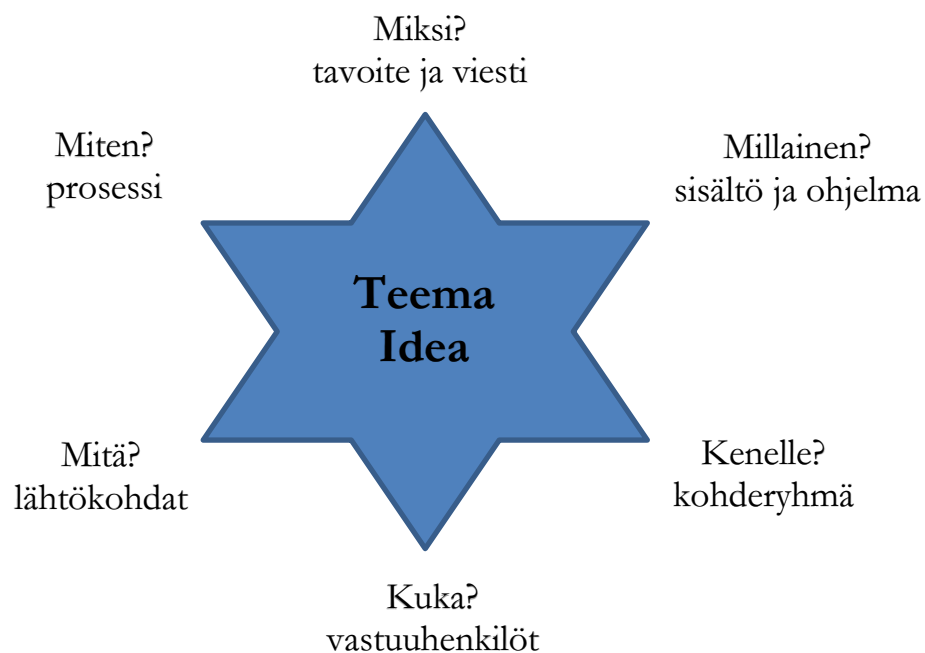 Miksi?
tavoite ja viesti
Miten?
prosessi
Millainen?
sisältö ja ohjelma
Teema
Idea
Mitä?
lähtökohdat
Kenelle?
kohderyhmä
Kuka?
vastuuhenkilöt